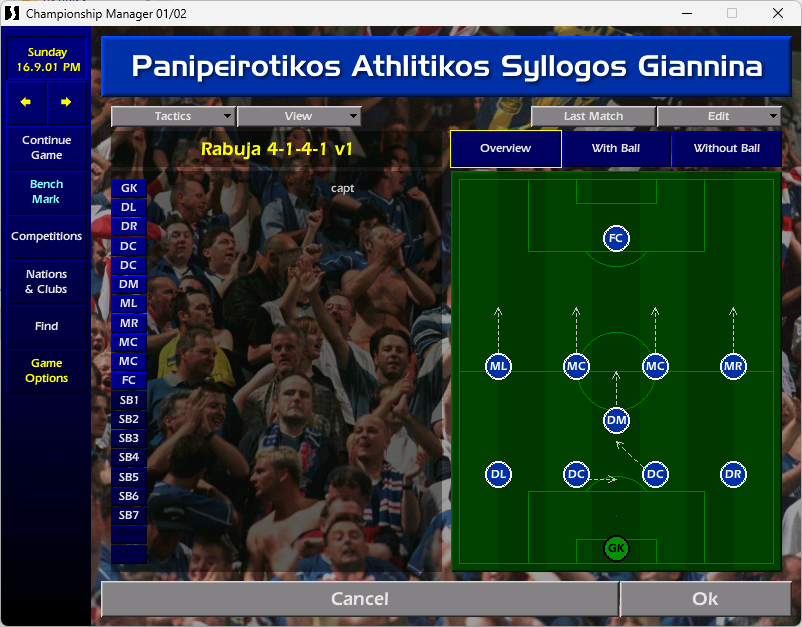 Championship Manager 01/02
Sunday
16.9.01 PM
Continue
Game
Bench
Mark
Competitions
Nations
& Clubs
Find
Game
Options
Panipeirotikos Athlitikos Syllogos Giannina
Tactics
View
Last Match
Edit
Rabuja 4-1-4-1 v1
Overview
With Ball
Without Ball
GK
capt
DL
DR
DC
DC
DM
ML
MR
MC
MC
FC
SB1
SB2
SB3
SB4
SB5
SB6
SB7
FC
ML
MC
MC
MR
DM
DL
DC
DC
DR
GK
Cancel
Ok